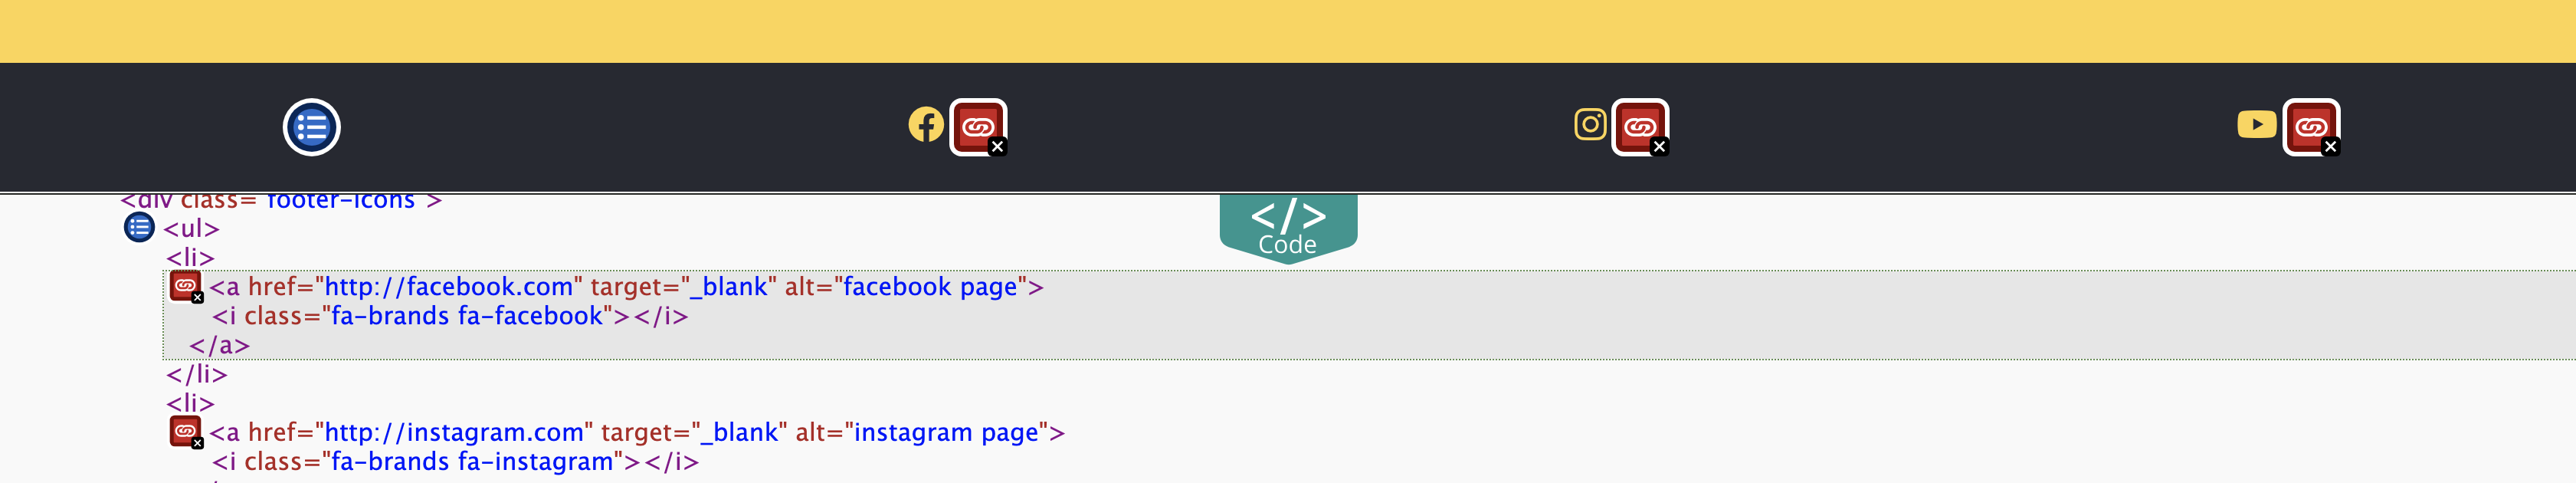 <div class="footer-icons">
</>
Code
<ul>
<li>
<a href="http://facebook.com" target="_blank" alt="facebook page">
<i class="fa-brands fa-facebook"></i>
</a>
</li>
<li>
<a href="http://instagram.com" target="_blank" alt="instagram page">
<i class="fa-brands fa-instagram"></i>